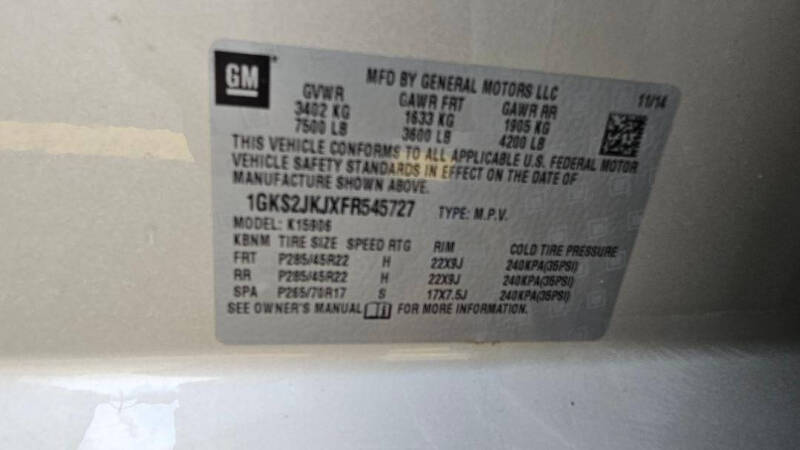 GM
MFD BY GENERAL MOTORS LLC
11/14
GVWR GAWR FRT GAWR RR
3402 KG 1633 KG 1905 KG
7500 LB 3600 LB 4200 LB
THIS VEHICLE CONFORMS TO ALL APPLICABLE U.S. FEDERAL MOTOR
VEHICLE SAFETY STANDARDS IN EFFECT ON THE DATE OF
MANUFACTURE SHOWN ABOVE.
1GKS2JKJXFR545727 TYPE: M.P.V.
MODEL: K15906
KBNM TIRE SIZE SPEED RTG RIM COLD TIRE PRESSURE
FRT P285/45R22 H 22X9J 240KPA(35PSI)
RR P285/45R22 H 22X9J 240KPA(35PSI)
SPA P265/70R17 S 17X7.5J 240KPA(35PSI)
SEE OWNER'S MANUAL FOR MORE INFORMATION.